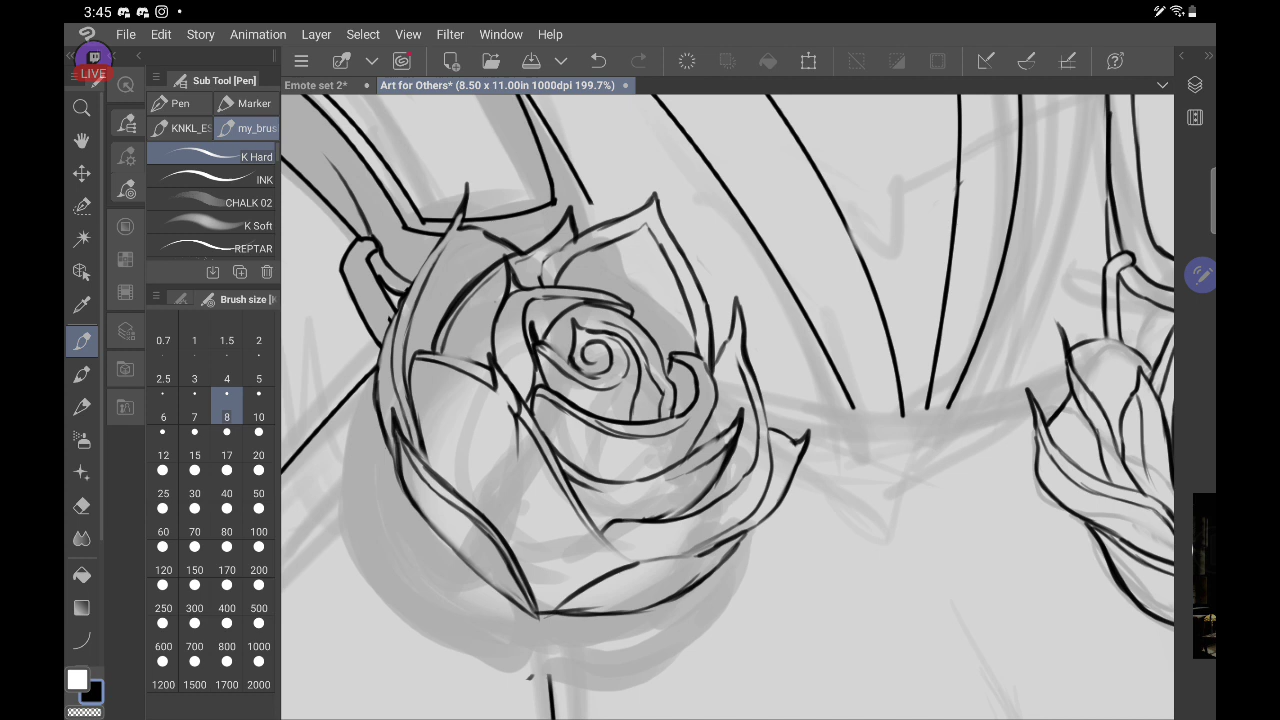 3:45
File Edit Story Animation Layer Select View Filter Window Help
LIVE
Sub Tool [Pen]
Emote set 2*
Art for Others* (8.50 x 11.00in 1000dpi 199.7%)
Pen Marker
KNKL_ES my_brus
K Hard
INK
CHALK 02
K Soft
REPTAR
Brush size [
0.7 1 1.5 2
2.5 3 4 5
6 7 8 10
12 15 17 20
25 30 40 50
60 70 80 100
120 150 170 200
250 300 400 500
600 700 800 1000
1200 1500 1700 2000